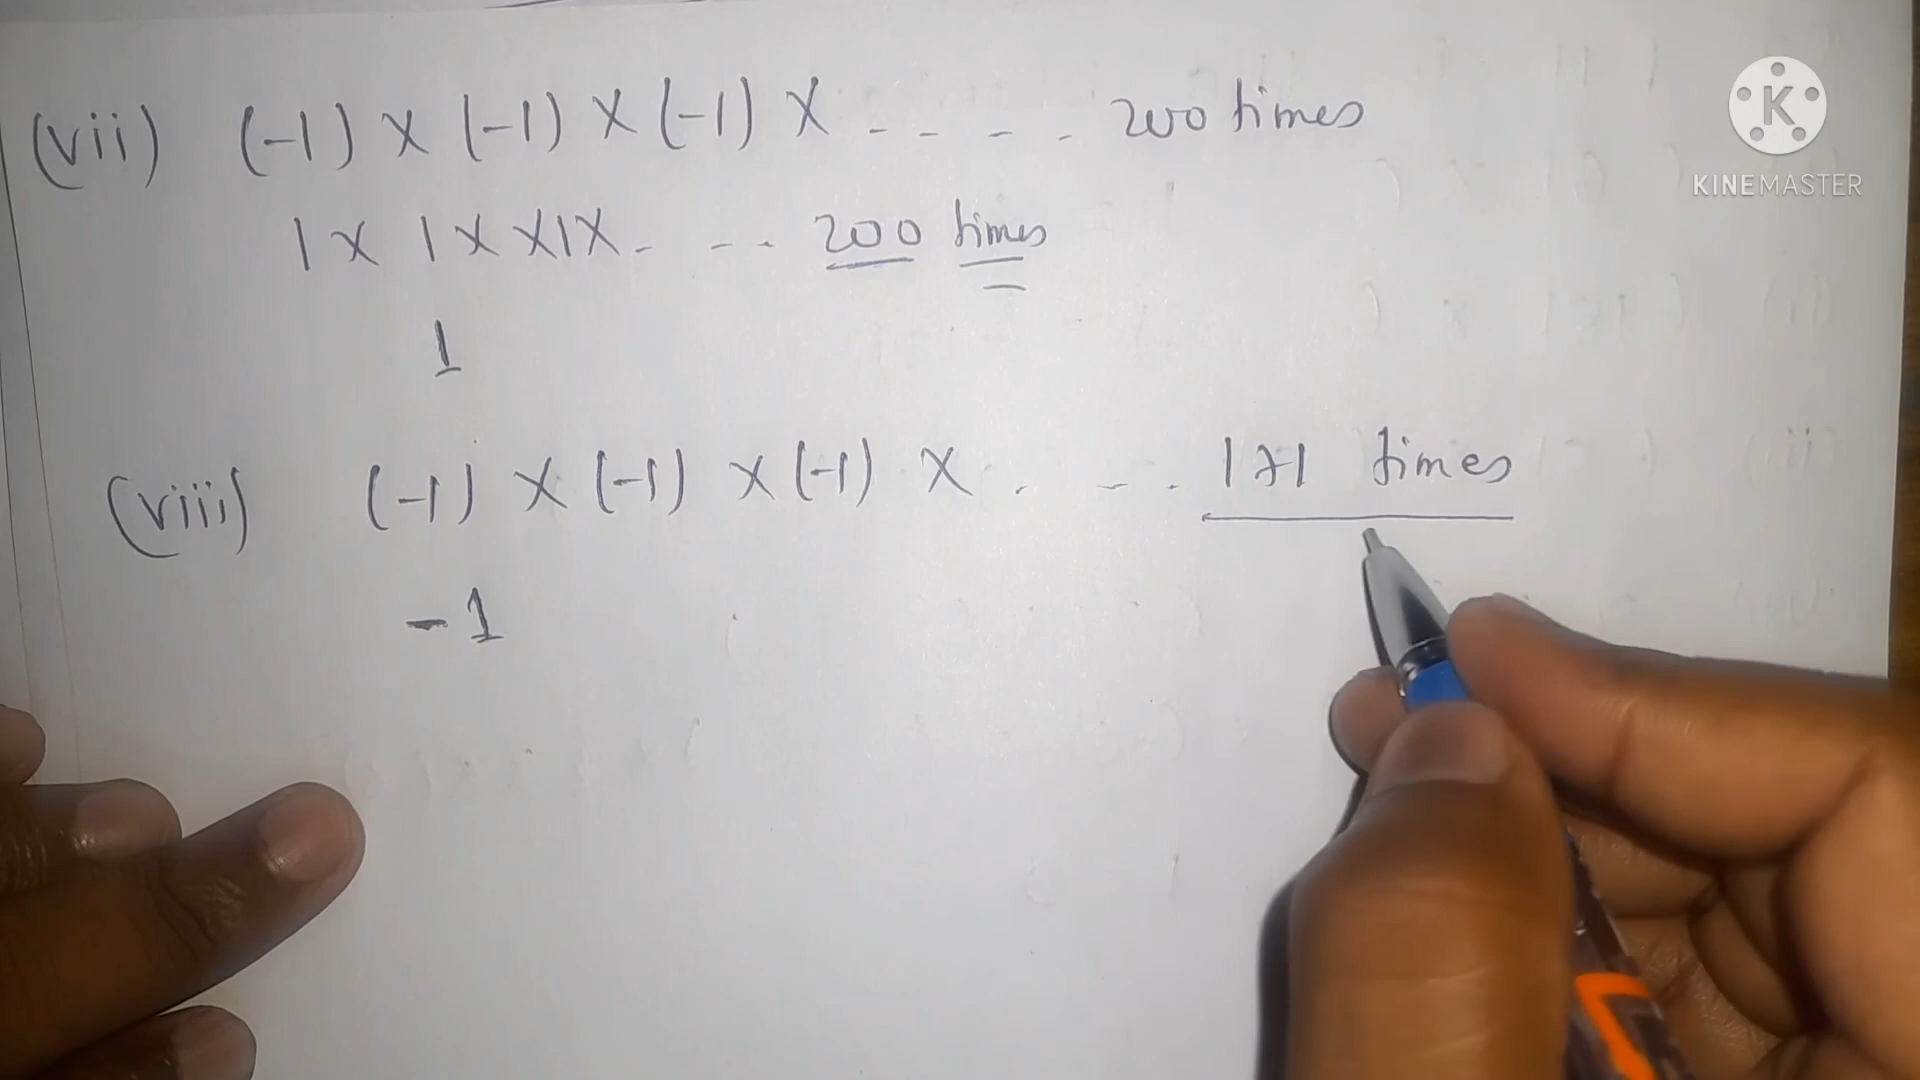 (vii) (-1) × (-1) × (-1) × - - - - 200 times
K
KINEMASTER
1 × 1 × × 1 × - - - 200 times
1
(viii) (-1) × (-1) × (-1) × - - - 171 times
-1